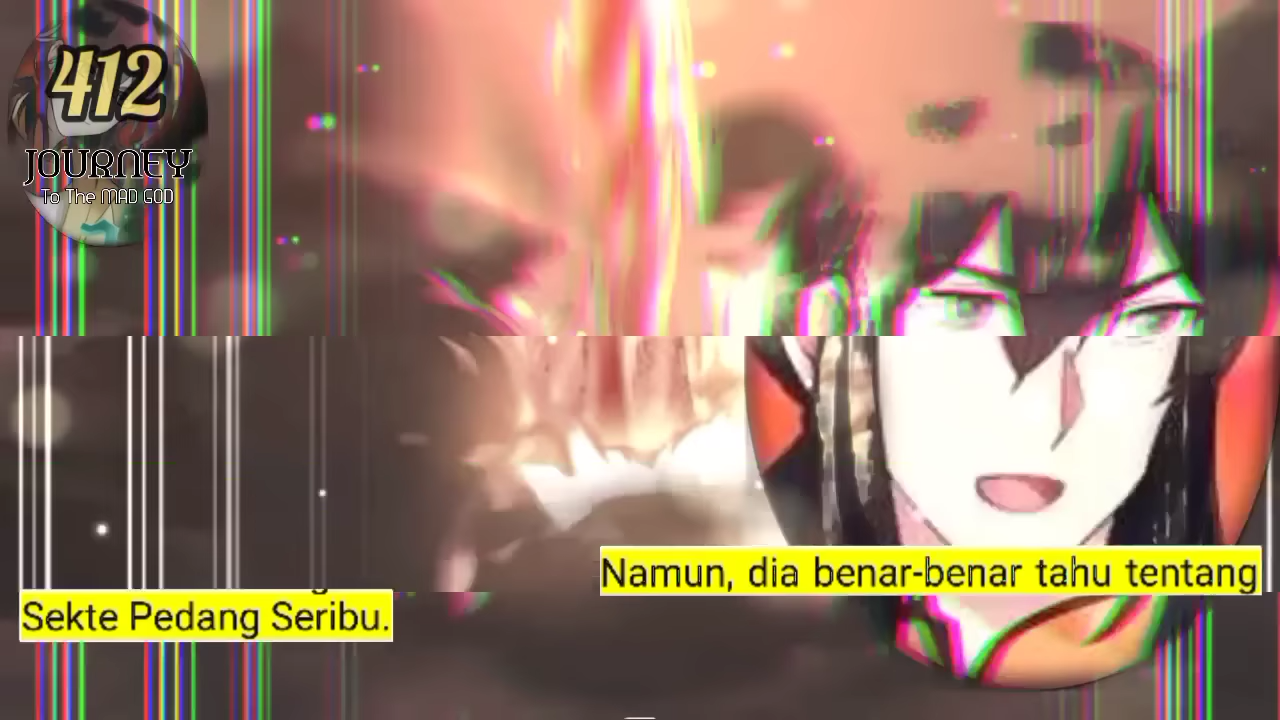 412
JOURNEY
To The MAD GOD
Namun, dia benar-benar tahu tentang
Sekte Pedang Seribu.